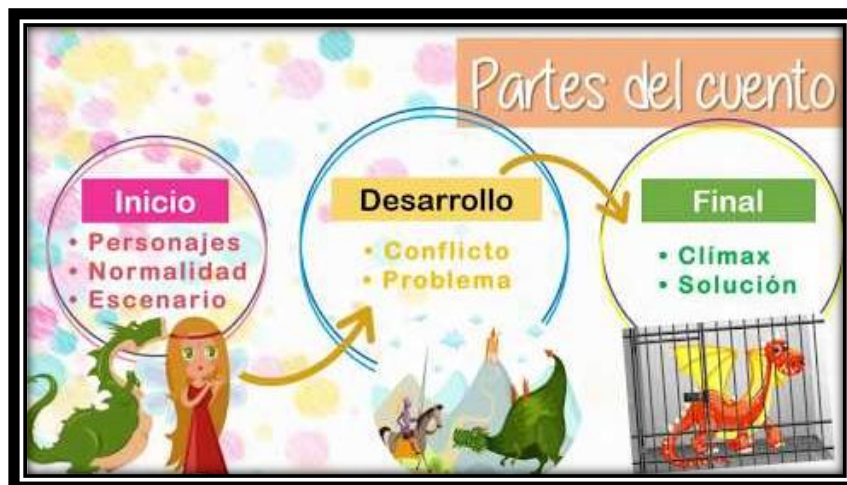 Partes del cuento
Inicio
• Personajes
• Normalidad
• Escenario
Desarrollo
• Conflicto
• Problema
Final
• Clímax
• Solución